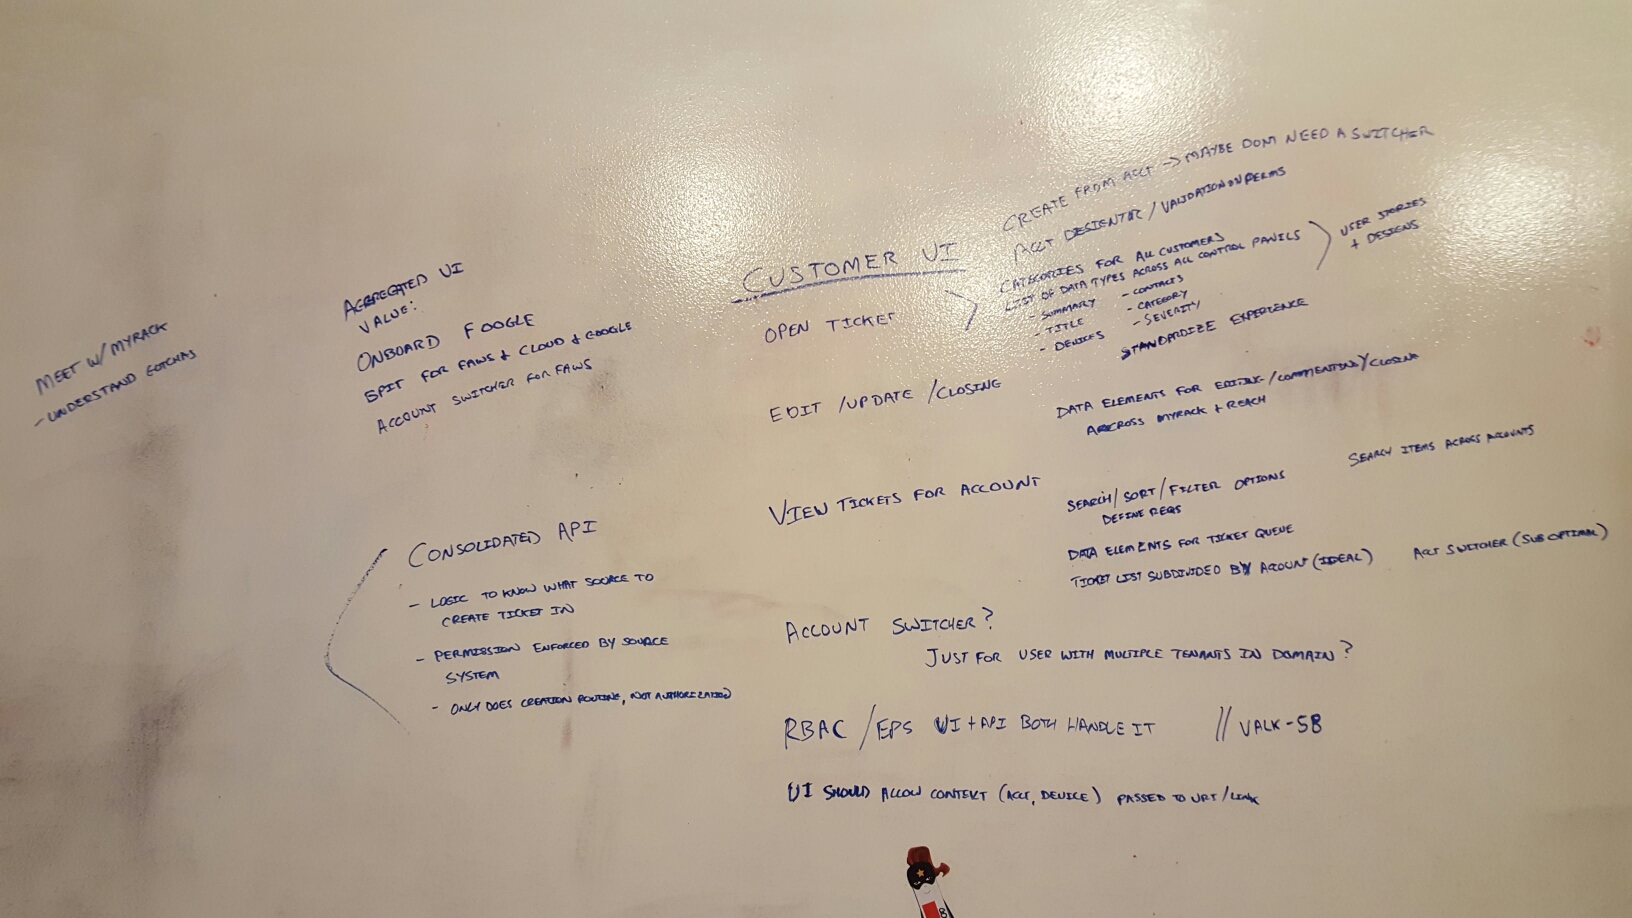 MEET W/ MYRACK
- UNDERSTAND GOTCHAS
AGGREGATED UI
VALUE:
ONBOARD FOOGLE
SPIT FOR FAWS + CLOUD + GOOGLE
ACCOUNT SWITCHER FOR FAWS
CONSOLIDATED API
- LOGIC TO KNOW WHAT SOURCE TO
CREATE TICKET IN
- PERMISSION ENFORCED BY SOURCE
SYSTEM
- ONLY DOES CREATION ROUTING, NOT AUTHORIZATION
CUSTOMER UI
OPEN TICKET
CREATE FROM ACCT -> MAYBE DONT NEED A SWITCHER
ACCT / VALIDATION ON PERMS
CATEGORIES FOR ALL CUSTOMERS
LIST OF DATA TYPES ACROSS ALL CONTROL PANELS
- SUMMARY - CONTACTS
- TITLE - CATEGORY
- DEVICES - SEVERITY
USER STORIES
+ DESIGNS
STANDARDIZE EXPERIENCE
EDIT / UPDATE / CLOSING
DATA ELEMENTS FOR EDITING / COMMENTING / CLOSING
ACROSS MYRACK + REACH
VIEW TICKETS FOR ACCOUNT
SEARCH / SORT / FILTER OPTIONS
DEFINE REQS
SEARCH ITEMS ACROSS ACCOUNTS
DATA ELEMENTS FOR TICKET QUEUE
TICKET LIST SUBDIVIDED BY ACCOUNT (IDEAL)
ACCT SWITCHER (SUBOPTIMAL)
ACCOUNT SWITCHER?
JUST FOR USER WITH MULTIPLE TENANTS IN DOMAIN?
RBAC / EPS UI + API BOTH HANDLE IT // VALK-58
UI SHOULD ALLOW CONTEXT (ACCT, DEVICE) PASSED TO / LINK